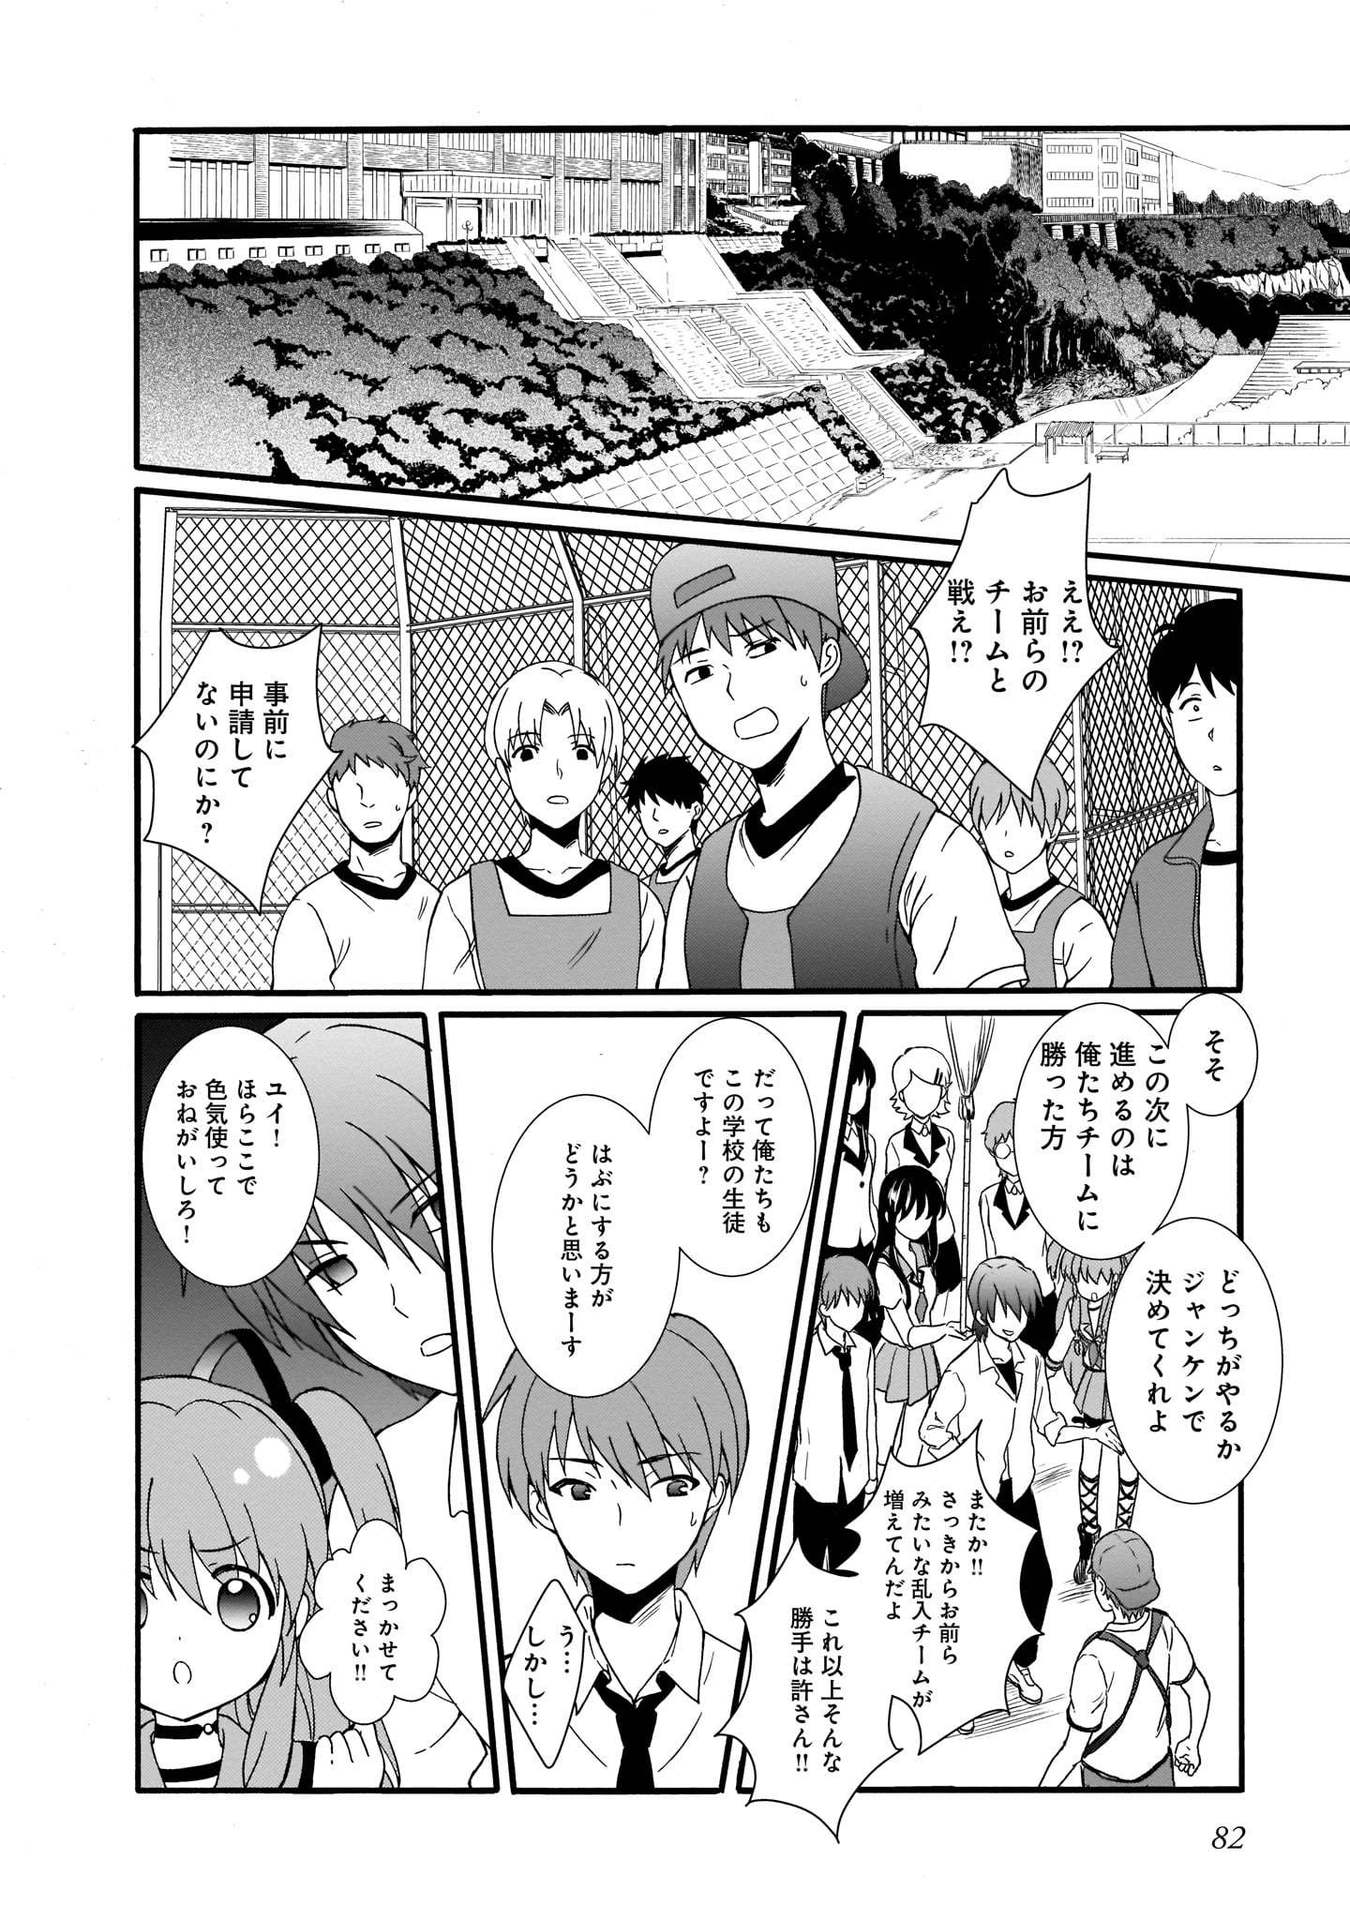 ええ!?
お前らの
チームと
戦え!?
事前に
申請して
ないのにか？
そそ
この次に
進めるのは
俺たちチームに
勝った方
どっちがやるか
ジャンケンで
決めてくれよ
またか!!
さっきからお前ら
みたいな乱入チームが
増えてんだよ
これ以上そんな
勝手は許さん!!
だって俺たちも
この学校の生徒
ですよー？
はぶにする方が
どうかと思いまーす
う…
しかし…
ユイ！
ほらここで
色気使って
おねがいしろ！
まっかせて
ください!!
82